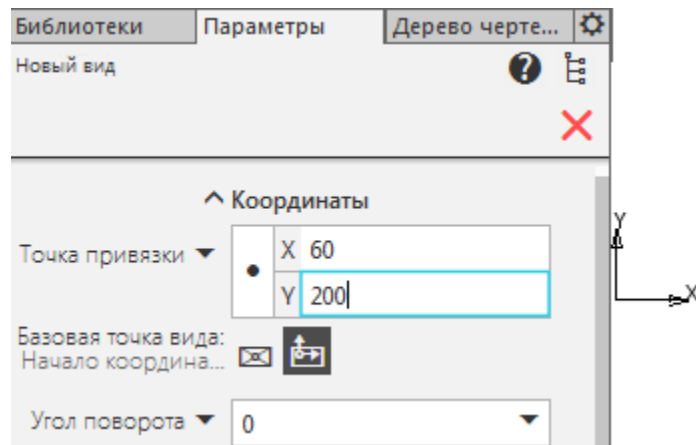 Библиотеки Параметры Дерево черте...
Новый вид
Координаты
Точка привязки X 60
Y 200
Базовая точка вида:
Начало координа...
Угол поворота 0
Y
X